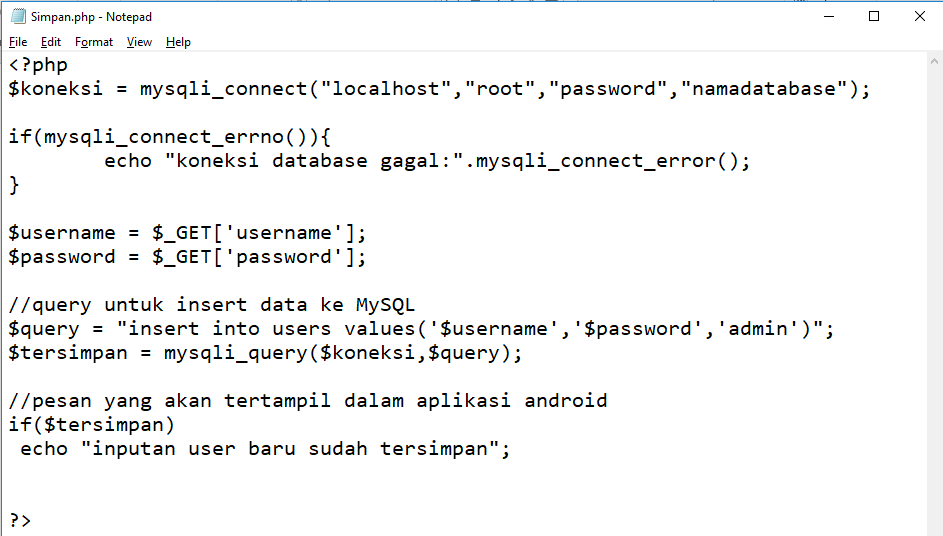 Simpan.php - Notepad
File Edit Format View Help
<?php
$koneksi = mysqli_connect("localhost","root","password","namadatabase");
if(mysqli_connect_errno()){
        echo "koneksi database gagal:".mysqli_connect_error();
}
$username = $_GET['username'];
$password = $_GET['password'];
//query untuk insert data ke MySQL
$query = "insert into users values('$username','$password','admin')";
$tersimpan = mysqli_query($koneksi,$query);
//pesan yang akan tertampil dalam aplikasi android
if($tersimpan)
 echo "inputan user baru sudah tersimpan";
?>